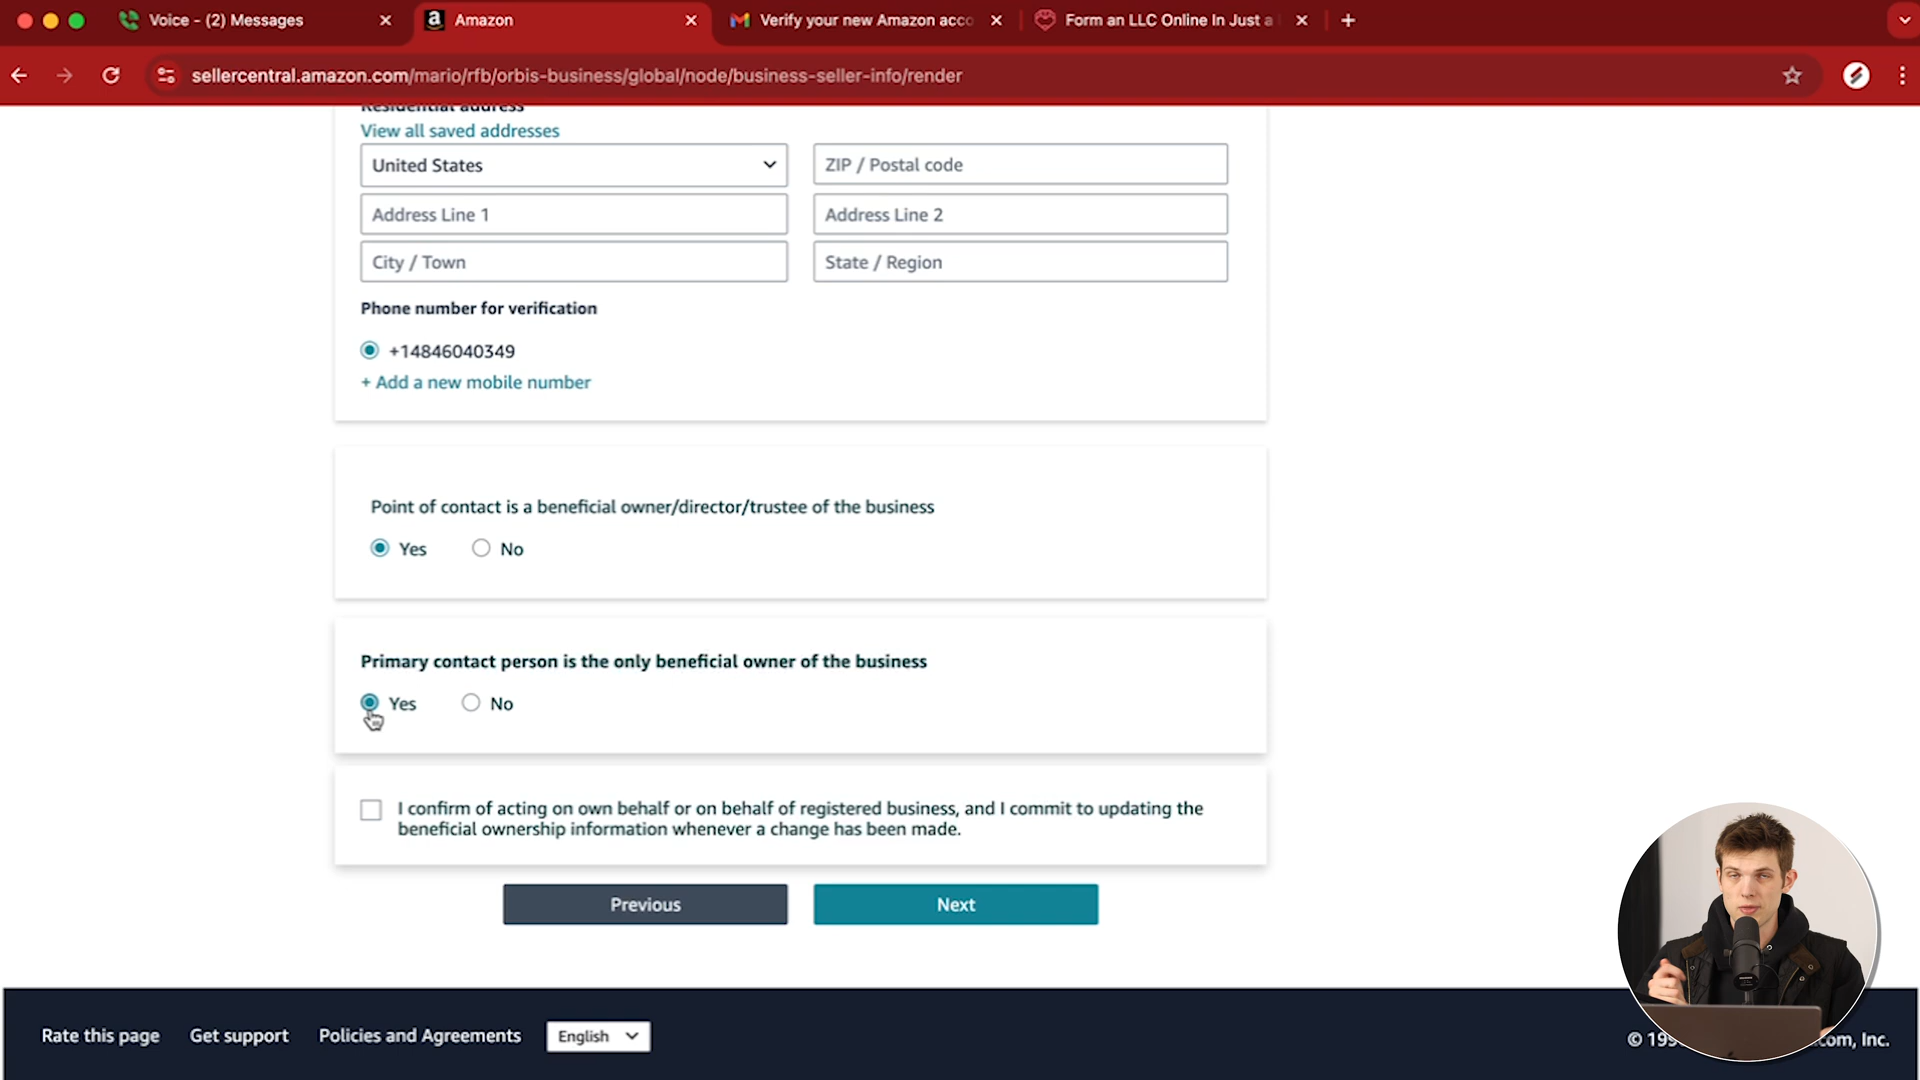 Voice - (2) Messages
Amazon
Verify your new Amazon acco
Form an LLC Online In Just a
sellercentral.amazon.com/mario/rfb/orbis-business/global/node/business-seller-info/render
Residential address
View all saved addresses
United States
ZIP / Postal code
Address Line 1
Address Line 2
City / Town
State / Region
Phone number for verification
+14846040349
+ Add a new mobile number
Point of contact is a beneficial owner/director/trustee of the business
Yes
No
Primary contact person is the only beneficial owner of the business
Yes
No
I confirm of acting on own behalf or on behalf of registered business, and I commit to updating the
beneficial ownership information whenever a change has been made.
Previous
Next
Rate this page
Get support
Policies and Agreements
English
© 199
com, Inc.